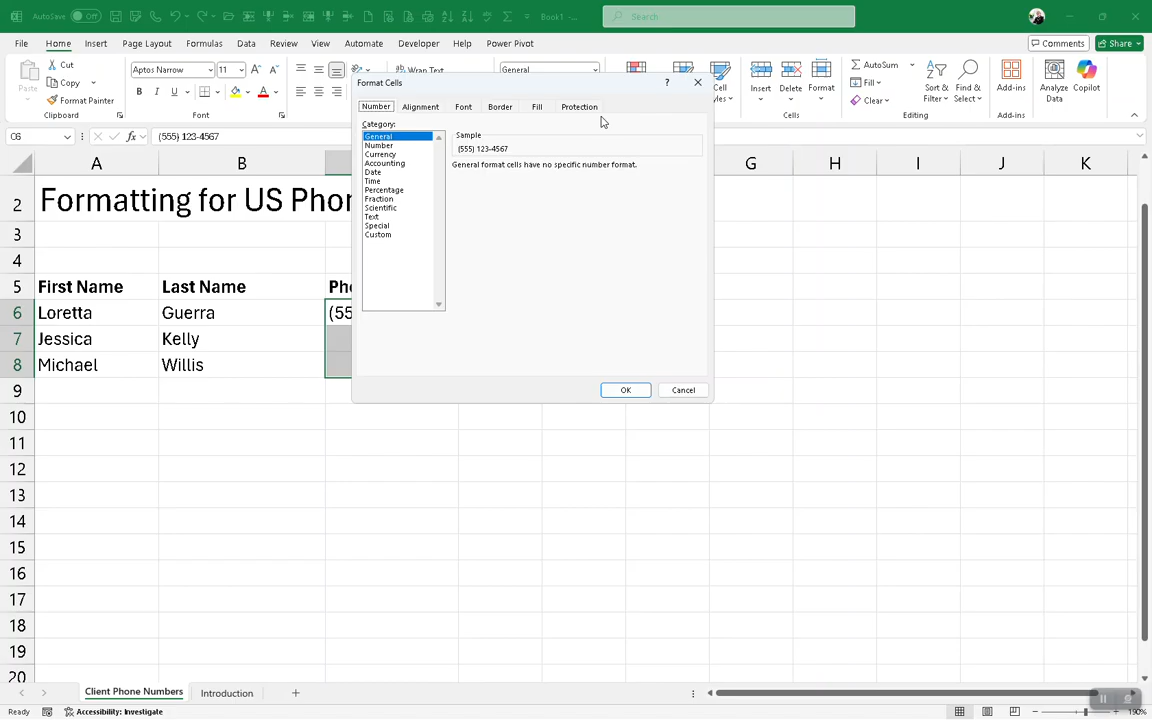 AutoSave Off Book1 -... Search
File Home Insert Page Layout Formulas Data Review View Automate Developer Help Power Pivot Comments Share
Paste Cut Copy Format Painter Clipboard
Aptos Narrow 11 A A B I U A Font
ab Wrap Text General
Cell
Insert Delete Format Cells
AutoSum Fill Clear Sort & Filter Find & Select Editing
Add-ins Add-ins
Analyze Data Copilot
C6 fx (555) 123-4567
A B G H I J K
2 Formatting for US Phon
3
4
5 First Name Last Name Pho
6 Loretta Guerra (55
7 Jessica Kelly
8 Michael Willis
9
10
11
12
13
14
15
16
17
18
19
20
Format Cells ?
Number Alignment Font Border Fill Protection
Category:
General
Number
Currency
Accounting
Date
Time
Percentage
Fraction
Scientific
Text
Special
Custom
Sample
(555) 123-4567
General format cells have no specific number format.
OK Cancel
Client Phone Numbers Introduction
Ready Accessibility: Investigate 190%